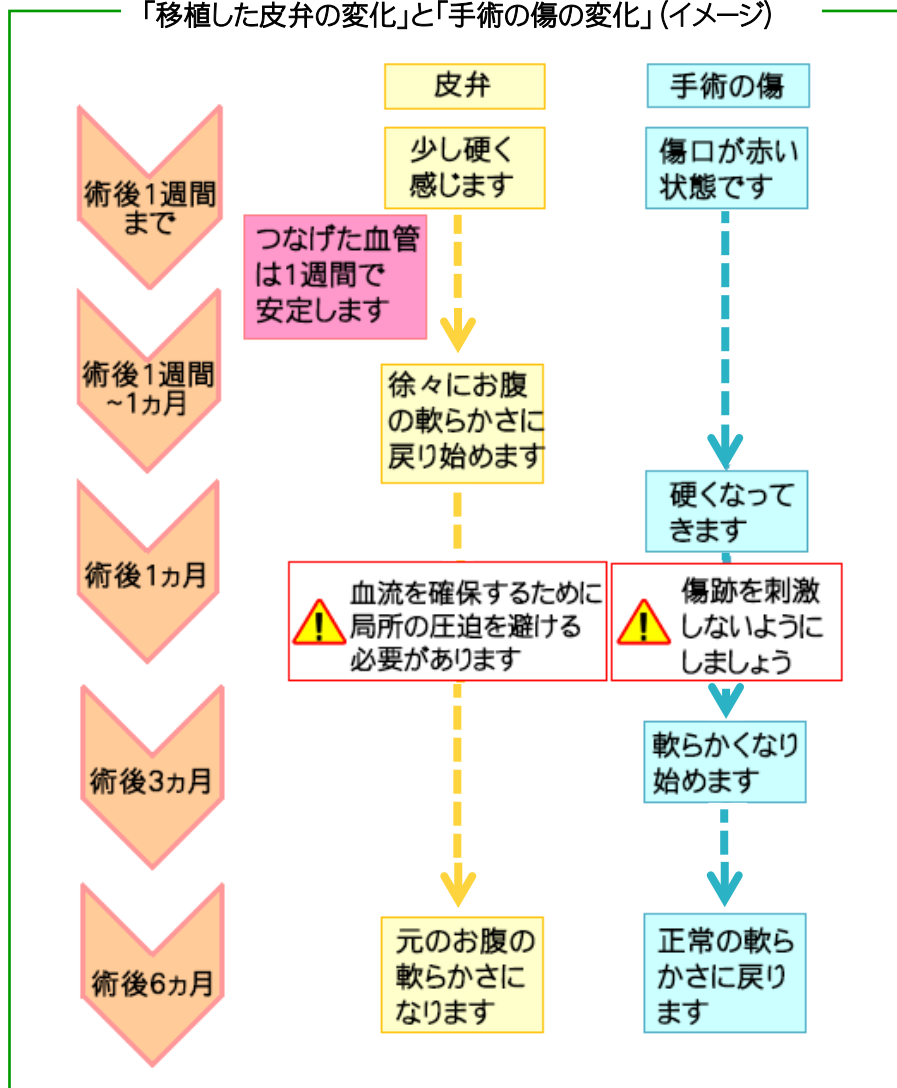 「移植した皮弁の変化」と「手術の傷の変化」(イメージ)
皮弁
手術の傷
術後1週間
まで
少し硬く
感じます
傷口が赤い
状態です
つなげた血管
は1週間で
安定します
術後1週間
~1ヵ月
徐々にお腹
の軟らかさに
戻り始めます
硬くなって
きます
術後1ヵ月
血流を確保するために
局所の圧迫を避ける
必要があります
傷跡を刺激
しないように
しましょう
術後3ヵ月
軟らかくなり
始めます
術後6ヵ月
元のお腹の
軟らかさに
なります
正常の軟ら
かさに戻り
ます